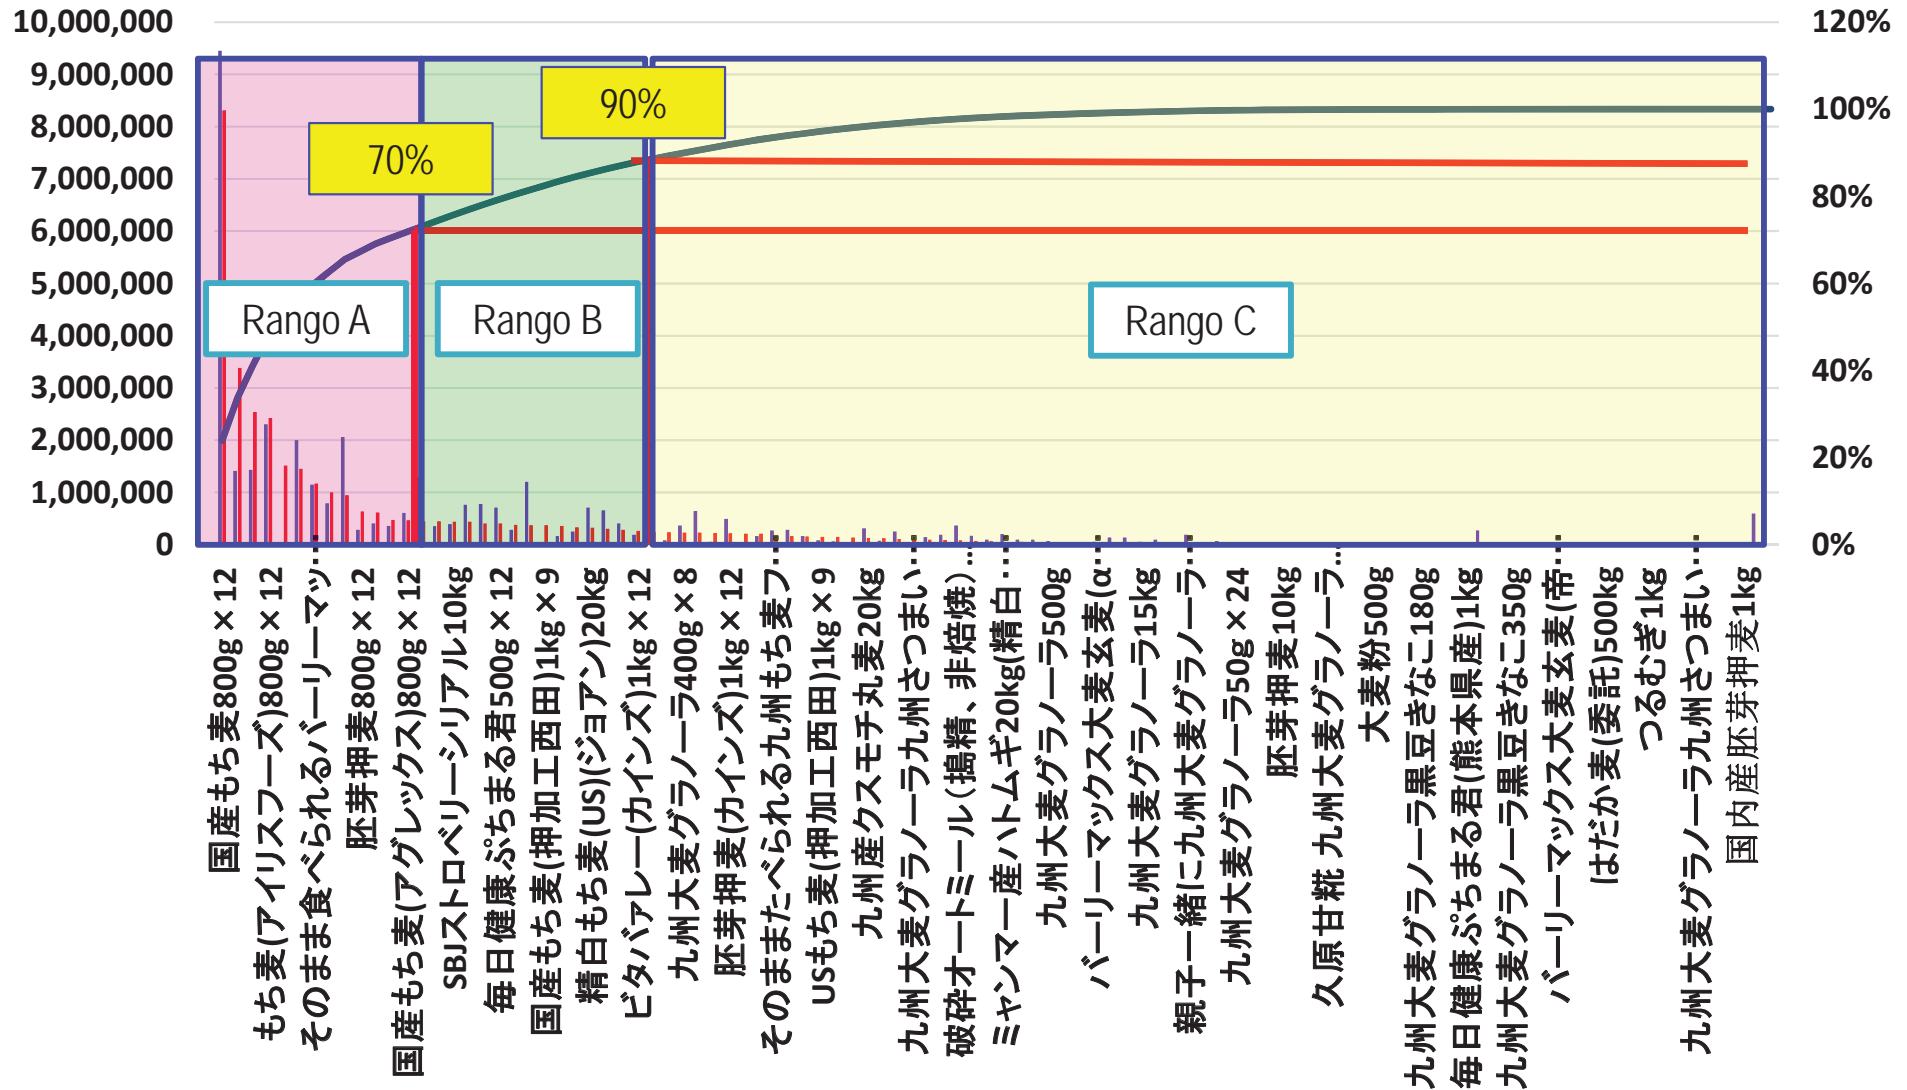 10,000,000
9,000,000
8,000,000
7,000,000
6,000,000
5,000,000
4,000,000
3,000,000
2,000,000
1,000,000
0
120%
100%
80%
60%
40%
20%
0%
70%
90%
Rango A
Rango B
Rango C
国産もち麦800g×12
もち麦(アイリスフーズ)800g×12
そのまま食べられるバーリーマッ…
胚芽押麦800g×12
国産もち麦(アグレックス)800g×12
SBJストロベリーシリアル10kg
毎日健康ぷちまる君500g×12
国産もち麦(押加工西田)1kg×9
精白もち麦(US)(ジョアン)20kg
ビタバァレー(カインズ)1kg×12
九州大麦グラノーラ400g×8
胚芽押麦(カインズ)1kg×12
そのままたべられる九州もち麦フ…
USもち麦(押加工西田)1kg×9
九州産クスモチ丸麦20kg
九州大麦グラノーラ九州さつまい…
破砕オートミール(搗精、非焙焼)…
ミャンマー産ハトムギ20kg(精白…
九州大麦グラノーラ500g
バーリーマックス大麦玄麦(α…
九州大麦グラノーラ15kg
親子一緒に九州大麦グラノーラ…
九州大麦グラノーラ50g×24
胚芽押麦10kg
久原甘糀 九州大麦グラノーラ…
大麦粉500g
九州大麦グラノーラ黒豆きなこ180g
毎日健康ぷちまる君(熊本県産)1kg
九州大麦グラノーラ黒豆きなこ350g
バーリーマックス大麦玄麦(帝…
はだか麦(委託)500kg
つるむぎ1kg
九州大麦グラノーラ九州さつまい…
国内産胚芽押麦1kg